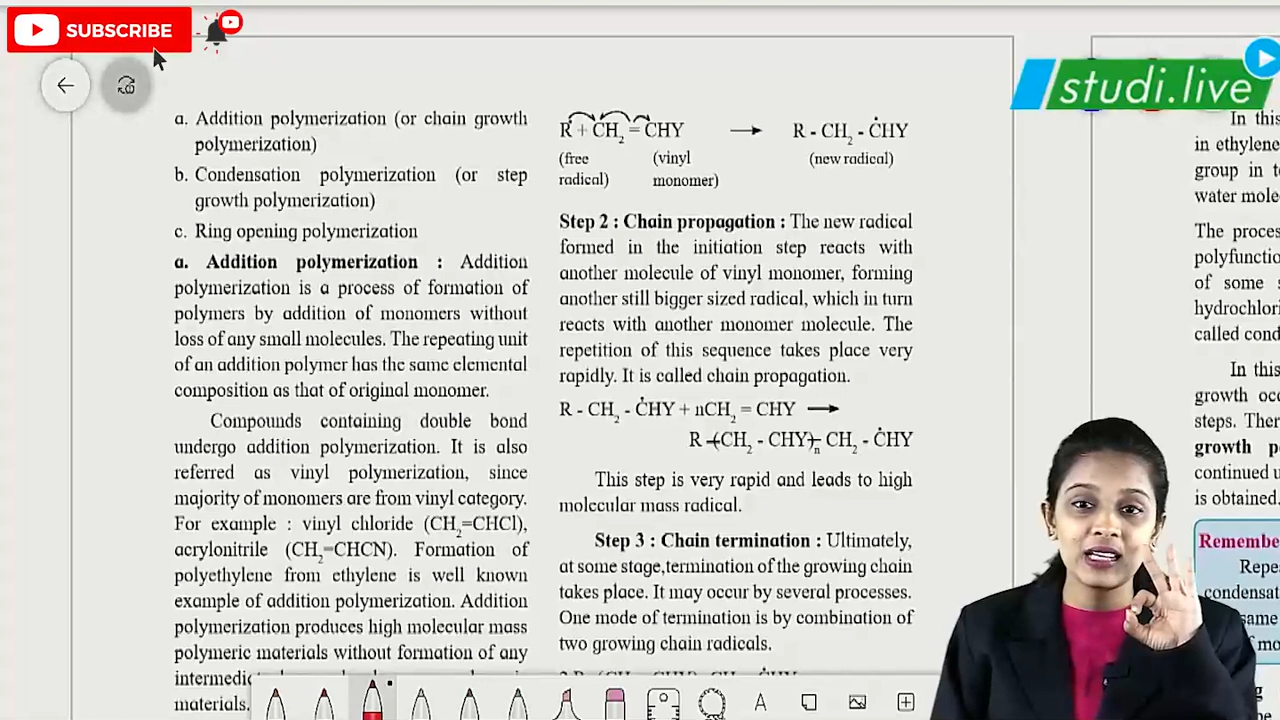 SUBSCRIBE
studi.live
a. Addition polymerization (or chain growth
polymerization)
b. Condensation polymerization (or step
growth polymerization)
c. Ring opening polymerization
a. Addition polymerization : Addition
polymerization is a process of formation of
polymers by addition of monomers without
loss of any small molecules. The repeating unit
of an addition polymer has the same elemental
composition as that of original monomer.
Compounds containing double bond
undergo addition polymerization. It is also
referred as vinyl polymerization, since
majority of monomers are from vinyl category.
For example : vinyl chloride (CH₂=CHCl),
acrylonitrile (CH₂=CHCN). Formation of
polyethylene from ethylene is well known
example of addition polymerization. Addition
polymerization produces high molecular mass
polymeric materials without formation of any
materials.
R + CH₂ = CHY ⟶ R - CH₂ - ĊHY
(free (vinyl (new radical)
radical) monomer)
Step 2 : Chain propagation : The new radical
formed in the initiation step reacts with
another molecule of vinyl monomer, forming
another still bigger sized radical, which in turn
reacts with another monomer molecule. The
repetition of this sequence takes place very
rapidly. It is called chain propagation.
R - CH₂ - ĊHY + nCH₂ = CHY ⟶
R-(CH₂ - CHY)-ₙ CH₂ - ĊHY
This step is very rapid and leads to high
molecular mass radical.
Step 3 : Chain termination : Ultimately,
at some stage,termination of the growing chain
takes place. It may occur by several processes.
One mode of termination is by combination of
two growing chain radicals.
In this
in ethylene
group in
water
The
of some
called
In this
growth
steps.
growth
continued
is obtained.
same
A